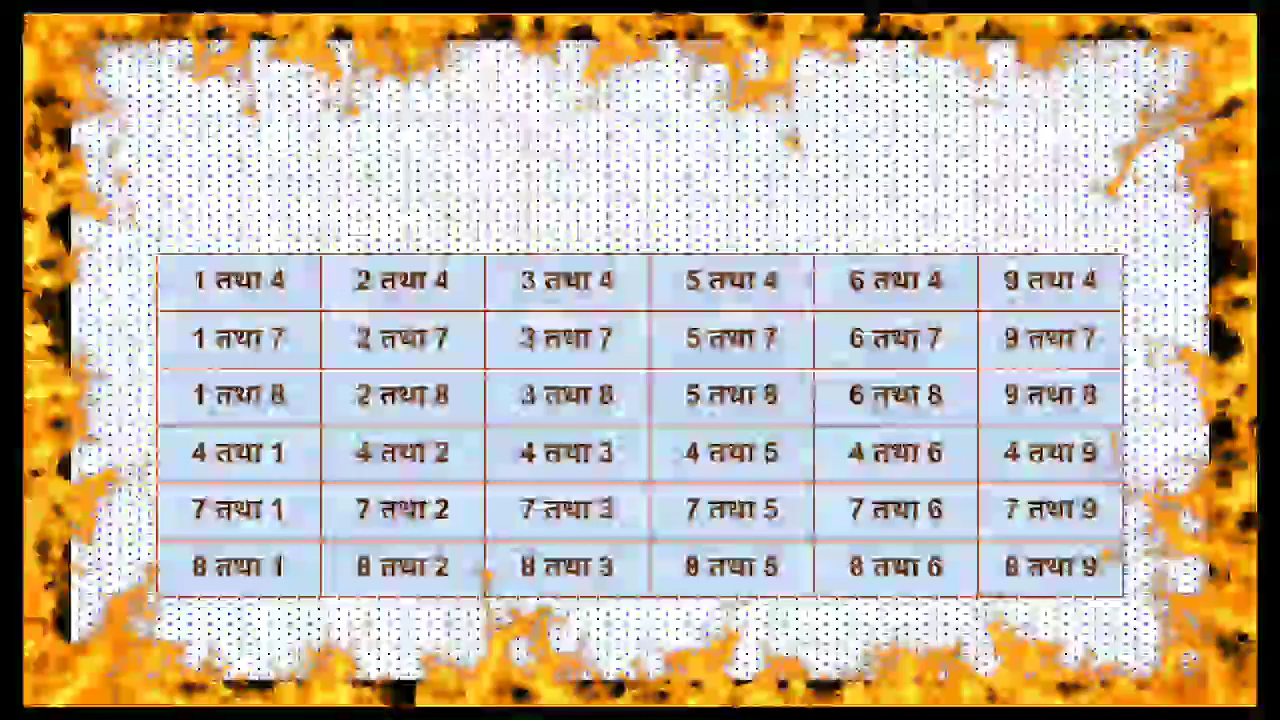 1 तथा 4 2 तथा 4 3 तथा 4 5 तथा 4 6 तथा 4 9 तथा 4
1 तथा 7 2 तथा 7 3 तथा 7 5 तथा 7 6 तथा 7 9 तथा 7
1 तथा 8 2 तथा 8 3 तथा 8 5 तथा 8 6 तथा 8 9 तथा 8
4 तथा 1 4 तथा 2 4 तथा 3 4 तथा 5 4 तथा 6 4 तथा 9
7 तथा 1 7 तथा 2 7 तथा 3 7 तथा 5 7 तथा 6 7 तथा 9
8 तथा 1 8 तथा 2 8 तथा 3 8 तथा 5 8 तथा 6 8 तथा 9